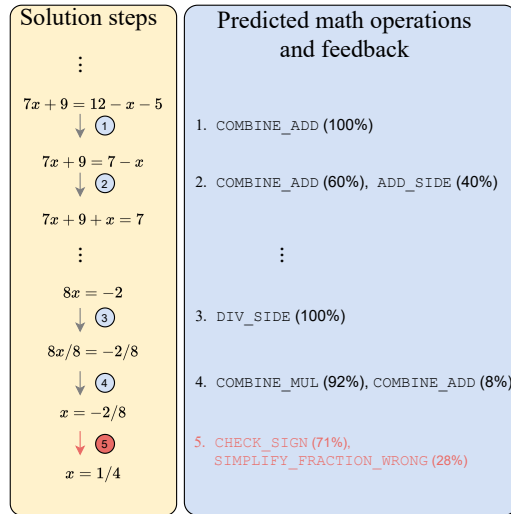 Solution steps
Predicted math operations
and feedback
⋮
7x + 9 = 12 − x − 5
1
1. COMBINE_ADD (100%)
7x + 9 = 7 − x
2
2. COMBINE_ADD (60%), ADD_SIDE (40%)
7x + 9 + x = 7
⋮
⋮
8x = −2
3
3. DIV_SIDE (100%)
8x/8 = −2/8
4
4. COMBINE_MUL (92%), COMBINE_ADD (8%)
x = −2/8
5
5. CHECK_SIGN (71%),
SIMPLIFY_FRACTION_WRONG (28%)
x = 1/4